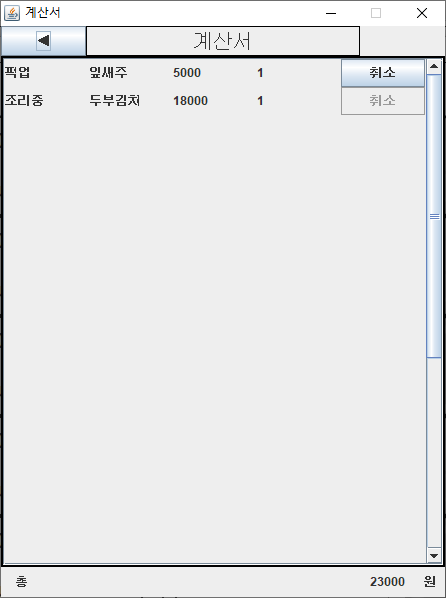 계산서
◀ 계산서
픽업 잎새주 5000 1 취소
조리중 두부김치 18000 1 취소
총 23000 원